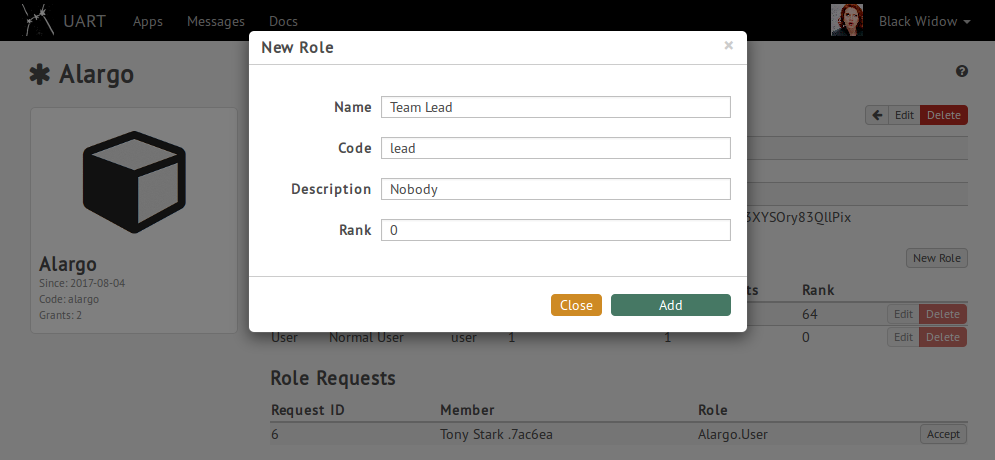 UART Apps Messages Docs Black Widow
New Role ×
Alargo
Name Team Lead
Edit Delete
Code lead
Description Nobody
3XYSOry83QllPix
Rank 0
Alargo
New Role
Since: 2017-08-04
Code: alargo
Grants: 2
ts Rank
Close Add
64 Edit Delete
User Normal User user 1 1 0 Edit Delete
Role Requests
Request ID Member Role
6 Tony Stark .7ac6ea Alargo.User Accept